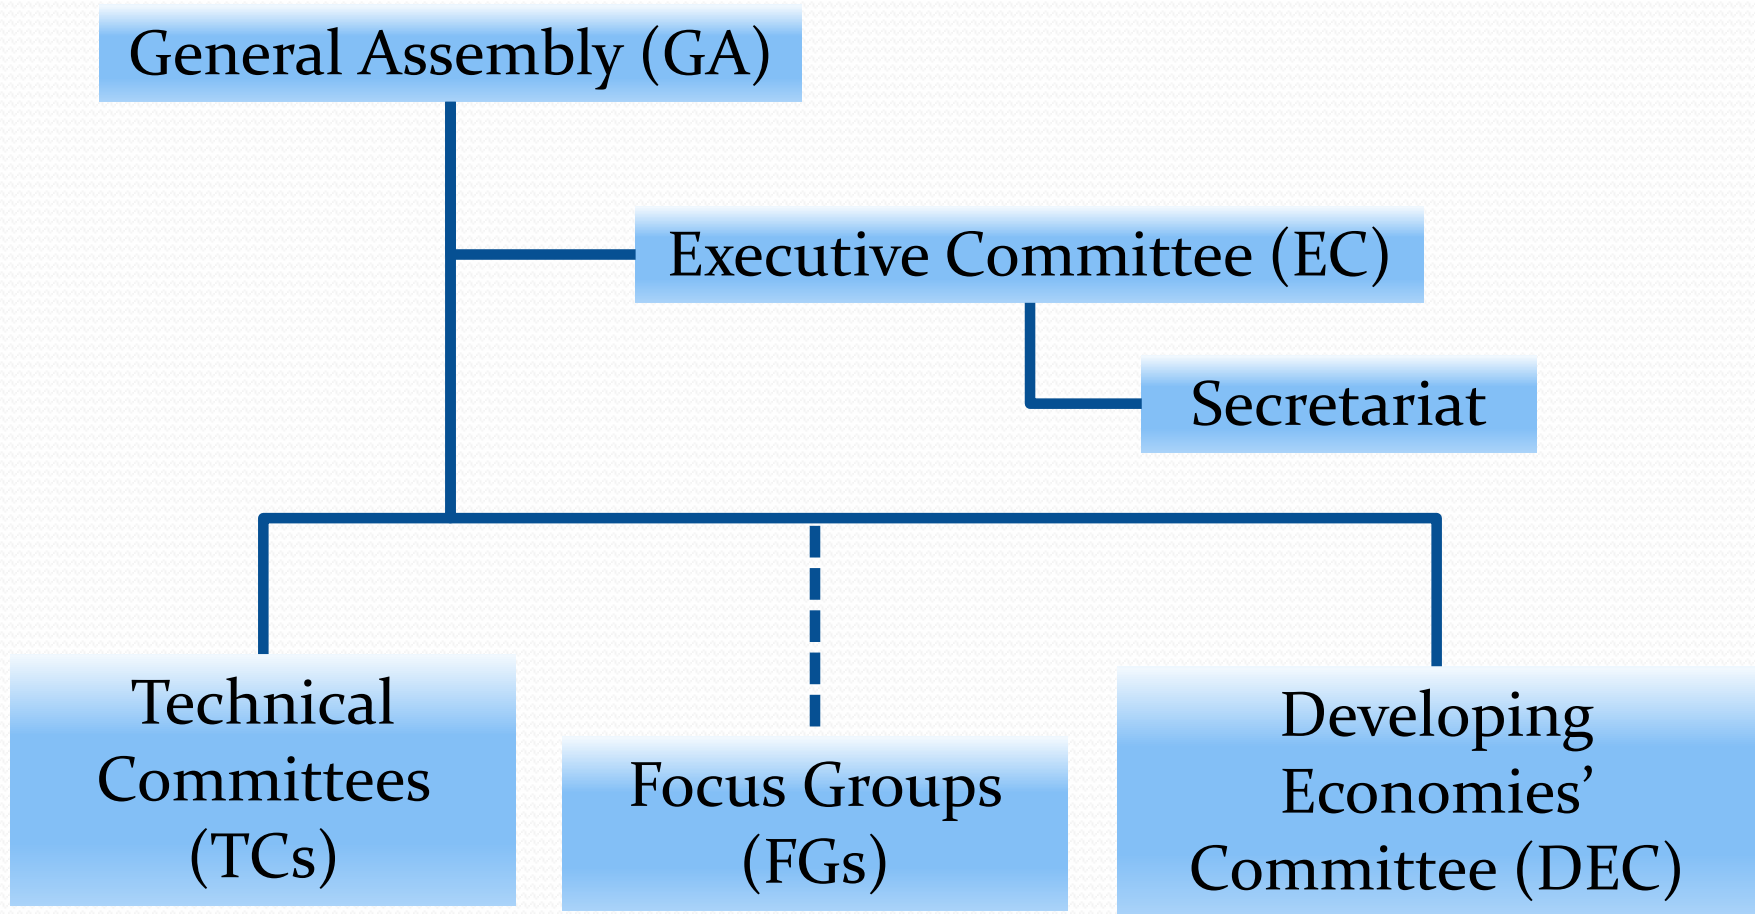 General Assembly (GA)
Executive Committee (EC)
Secretariat
Technical
Committees
(TCs)
Focus Groups
(FGs)
Developing
Economies’
Committee (DEC)